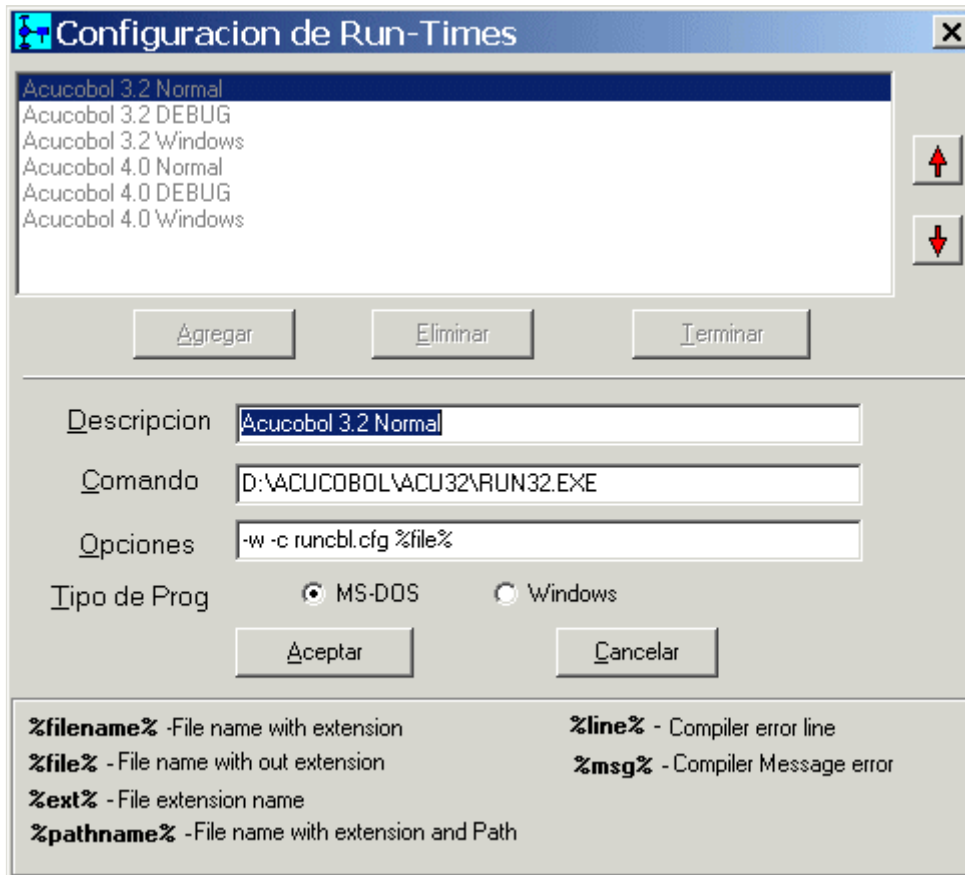 Configuracion de Run-Times
Acucobol 3.2 Normal
Acucobol 3.2 DEBUG
Acucobol 3.2 Windows
Acucobol 4.0 Normal
Acucobol 4.0 DEBUG
Acucobol 4.0 Windows
Agregar Eliminar Terminar
Descripcion Acucobol 3.2 Normal
Comando D:\ACUCOBOL\ACU32\RUN32.EXE
Opciones -w -c runcbl.cfg %file%
Tipo de Prog MS-DOS Windows
Aceptar Cancelar
%filename% -File name with extension %line% - Compiler error line
%file% - File name with out extension %msg% - Compiler Message error
%ext% - File extension name
%pathname% -File name with extension and Path